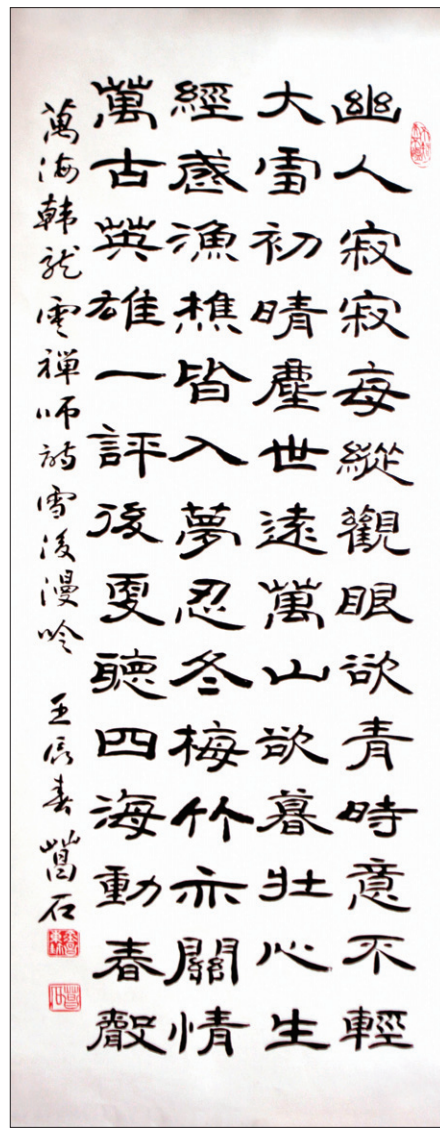 幽人寂寂每縱觀眼欲青時意不輕
大雪初晴塵世遠萬山欲暮壯心生
經歲漁樵皆入夢忍冬梅竹亦關情
萬古英雄一評後更聽四海動春聲
萬海韓龍雲禪師詩雪後漫吟 壬辰春 石